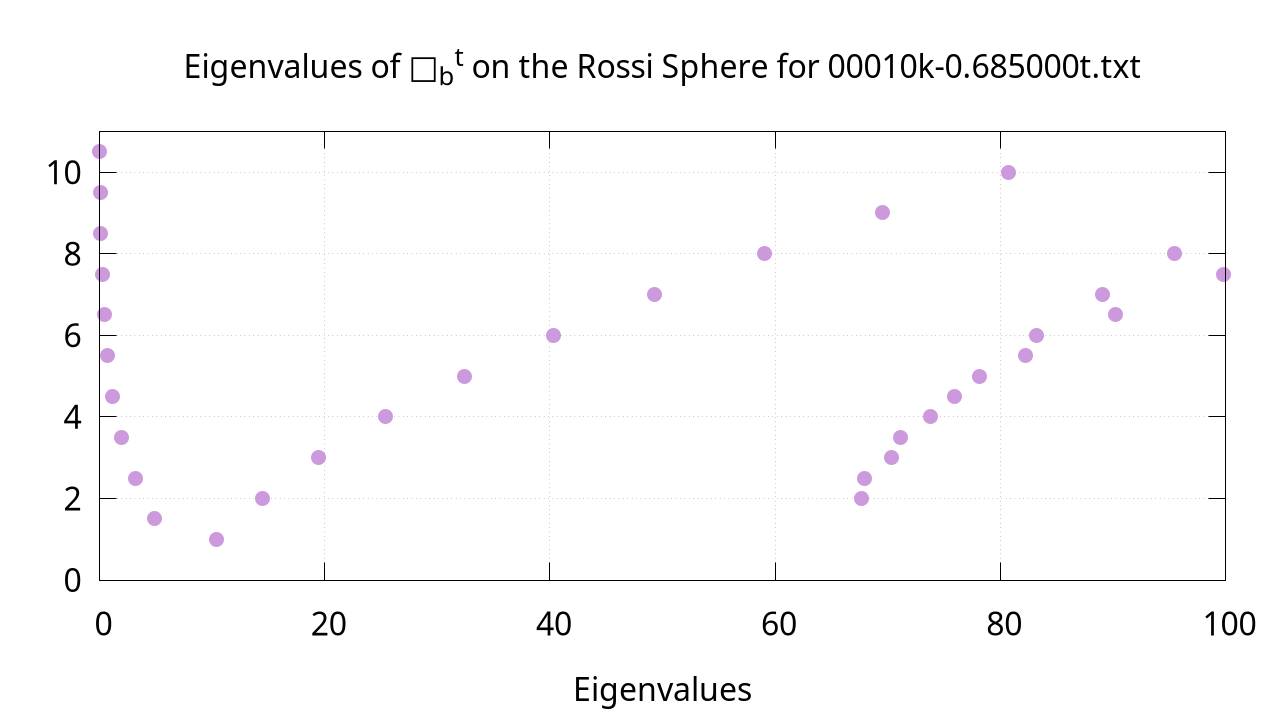 Eigenvalues of □bt on the Rossi Sphere for 00010k-0.685000t.txt
10
8
6
4
2
0
0 20 40 60 80 100
Eigenvalues